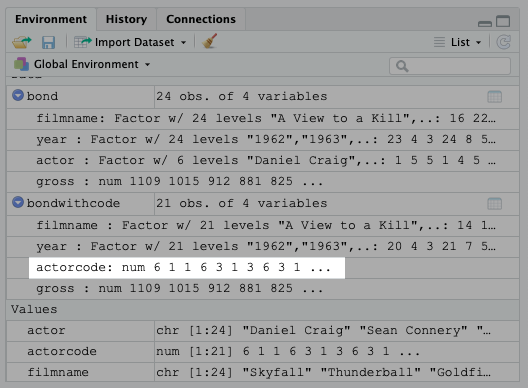 Environment History Connections
Import Dataset List
Global Environment
bond 24 obs. of 4 variables
filmname: Factor w/ 24 levels "A View to a Kill",..: 16 22…
year : Factor w/ 24 levels "1962","1963",..: 23 4 3 24 8 5…
actor : Factor w/ 6 levels "Daniel Craig",..: 1 5 5 1 4 5 …
gross : num 1109 1015 912 881 825 ...
bondwithcode 21 obs. of 4 variables
filmname : Factor w/ 21 levels "A View to a Kill",..: 14 1…
year : Factor w/ 21 levels "1962","1963",..: 20 4 3 21 7 5…
actorcode: num 6 1 1 6 3 1 3 6 3 1 ...
gross : num 1109 1015 912 881 825 ...
Values
actor chr [1:24] "Daniel Craig" "Sean Connery" "…
actorcode num [1:21] 6 1 1 6 3 1 3 6 3 1 ...
filmname chr [1:24] "Skyfall" "Thunderball" "Goldfi…